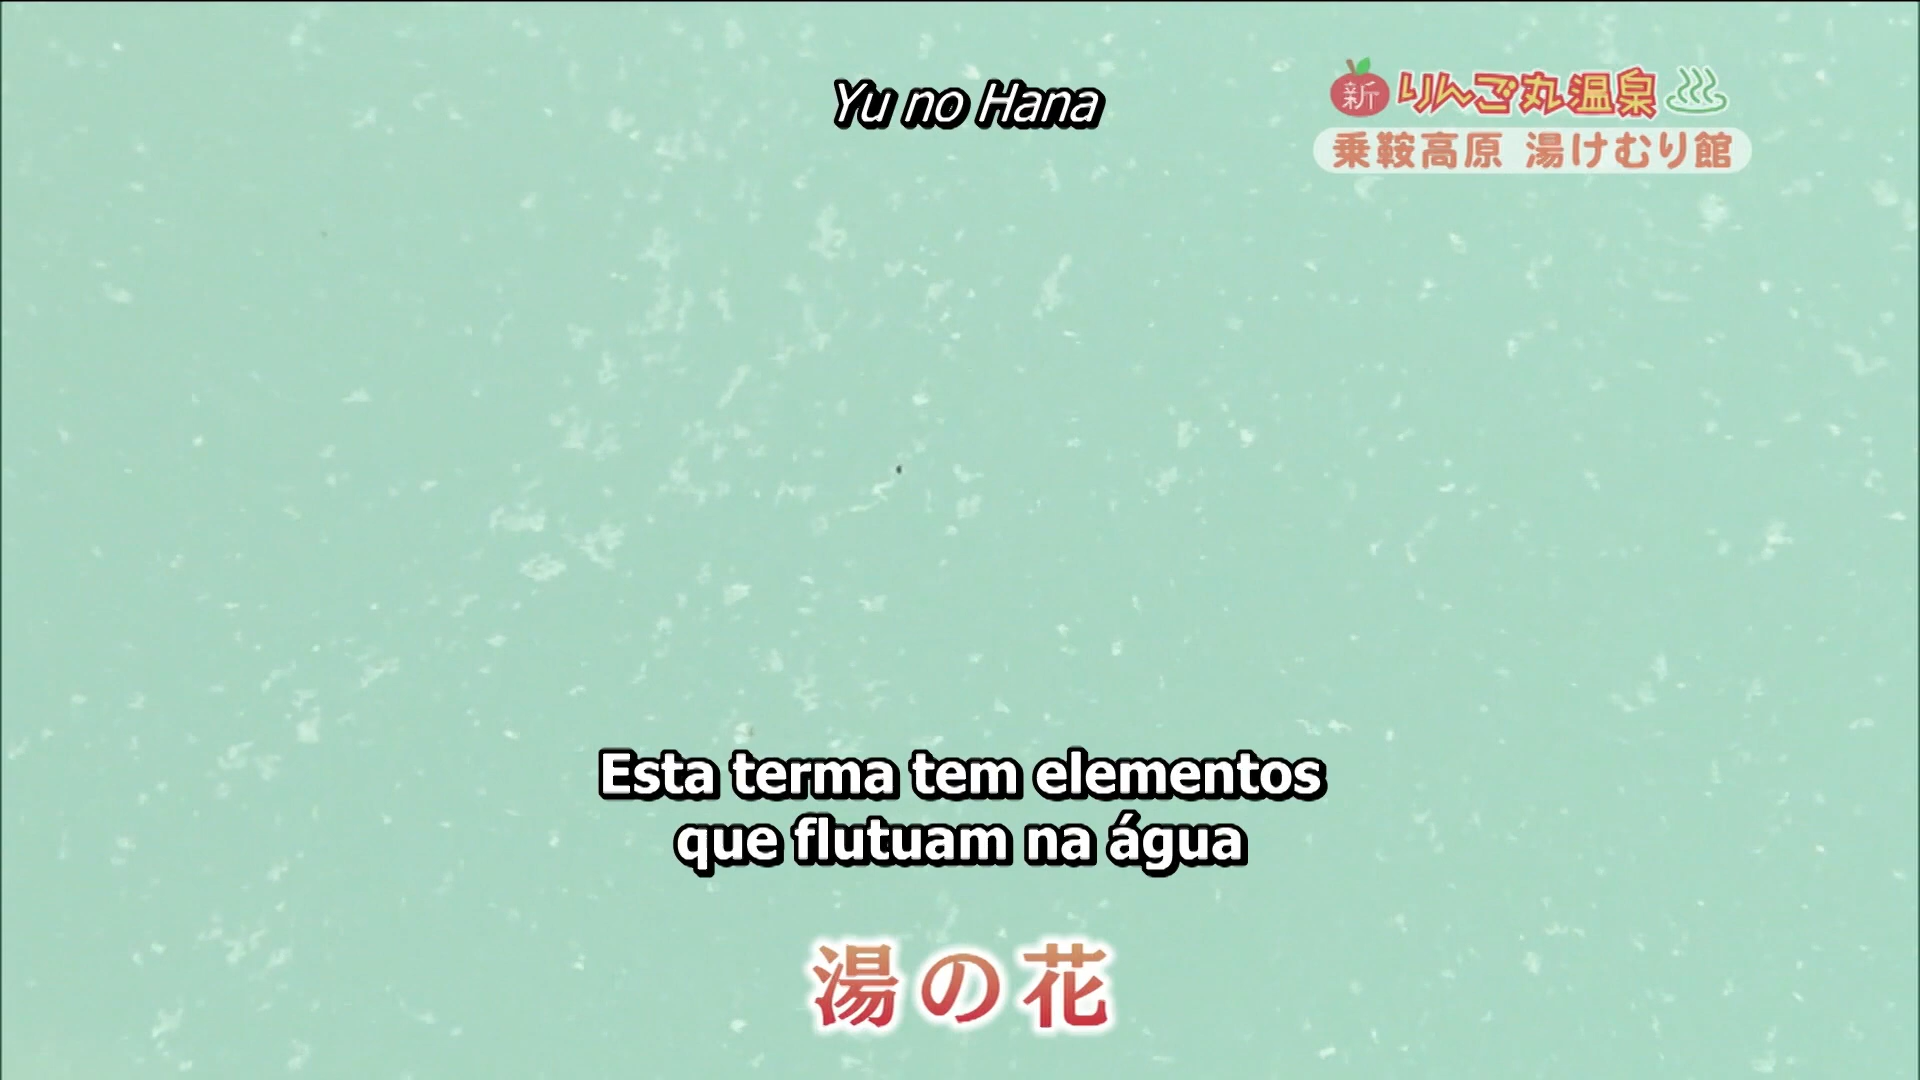 Yu no Hana
新 りんご丸温泉
乗鞍高原 湯けむり館
Esta terma tem elementos
que flutuam na água
湯の花